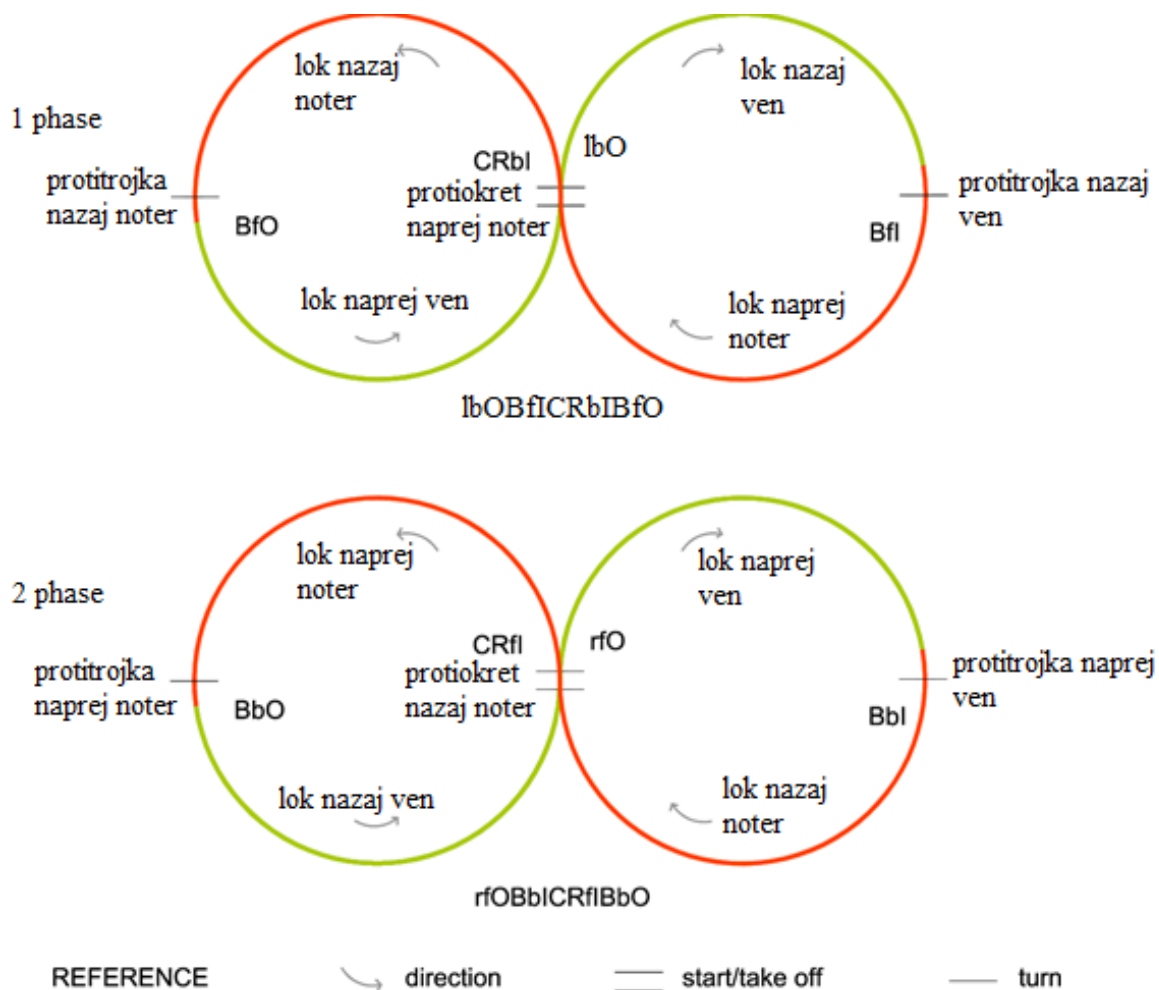 lok nazaj
noter
lok nazaj
ven
1 phase
lbO
CRbI
protitrojka
nazaj noter
protiokret
naprej noter
protitrojka nazaj
ven
BfO
BfI
lok naprej ven
lok naprej
noter
lbOBfICRbIBfO
lok naprej
noter
lok naprej
ven
2 phase
CRfI
rfO
protitrojka
naprej noter
protiokret
nazaj noter
protitrojka naprej
ven
BbO
BbI
lok nazaj ven
lok nazaj
noter
rfOBbICRfIBbO
REFERENCE
direction
start/take off
turn